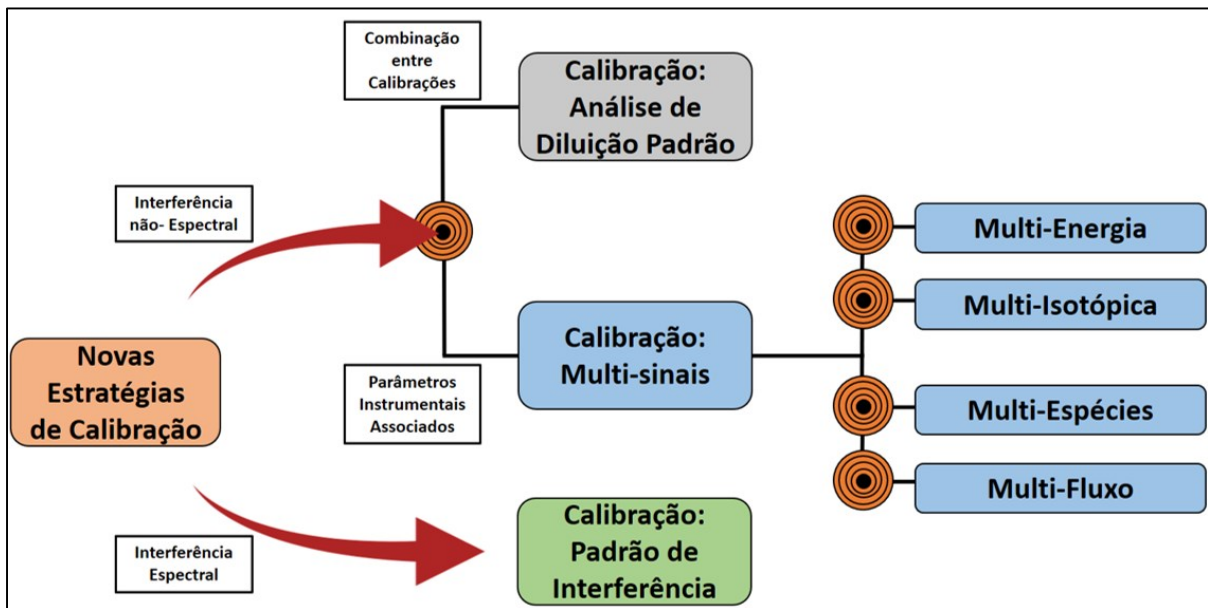 Combinação
entre
Calibrações
Calibração:
Análise de
Diluição Padrão
Interferência
não- Espectral
Multi-Energia
Multi-Isotópica
Novas
Estratégias
de Calibração
Calibração:
Multi-sinais
Parâmetros
Instrumentais
Associados
Multi-Espécies
Multi-Fluxo
Interferência
Espectral
Calibração:
Padrão de
Interferência